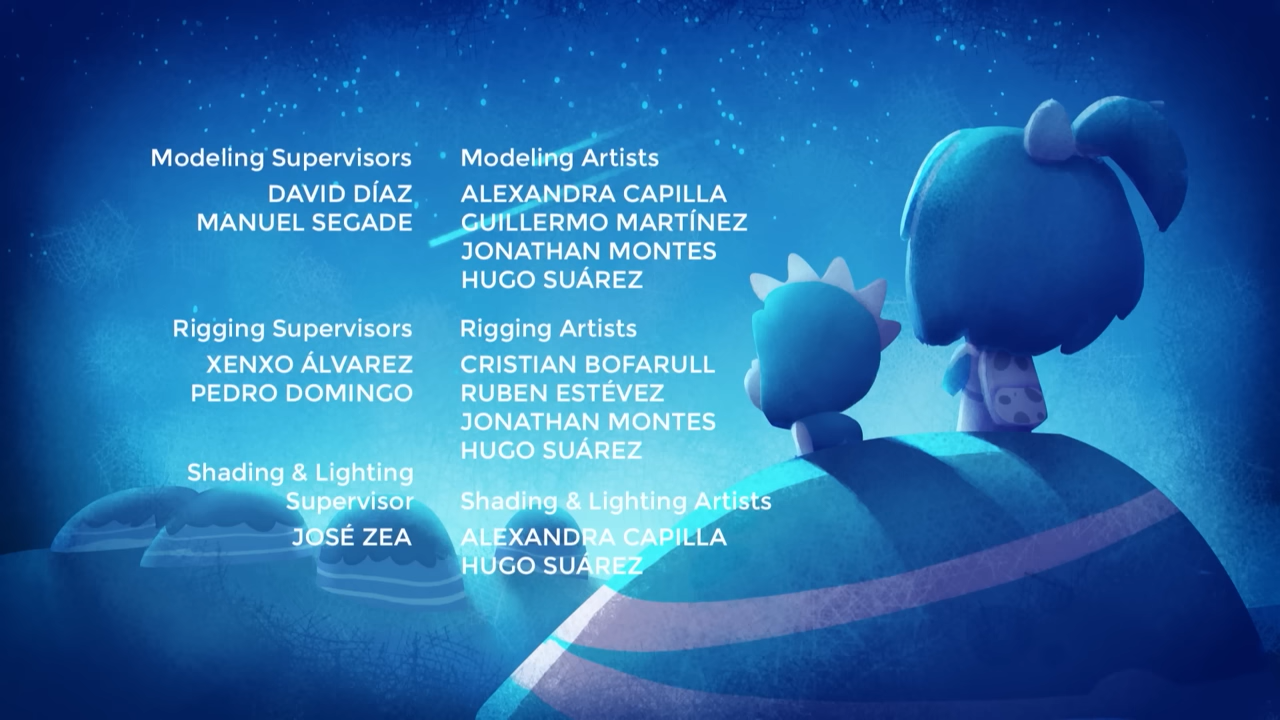 Modeling Supervisors
DAVID DÍAZ
MANUEL SEGADE
Modeling Artists
ALEXANDRA CAPILLA
GUILLERMO MARTÍNEZ
JONATHAN MONTES
HUGO SUÁREZ
Rigging Supervisors
XENXO ÁLVAREZ
PEDRO DOMINGO
Rigging Artists
CRISTIAN BOFARULL
RUBEN ESTÉVEZ
JONATHAN MONTES
HUGO SUÁREZ
Shading & Lighting
Supervisor
JOSÉ ZEA
Shading & Lighting Artists
ALEXANDRA CAPILLA
HUGO SUÁREZ